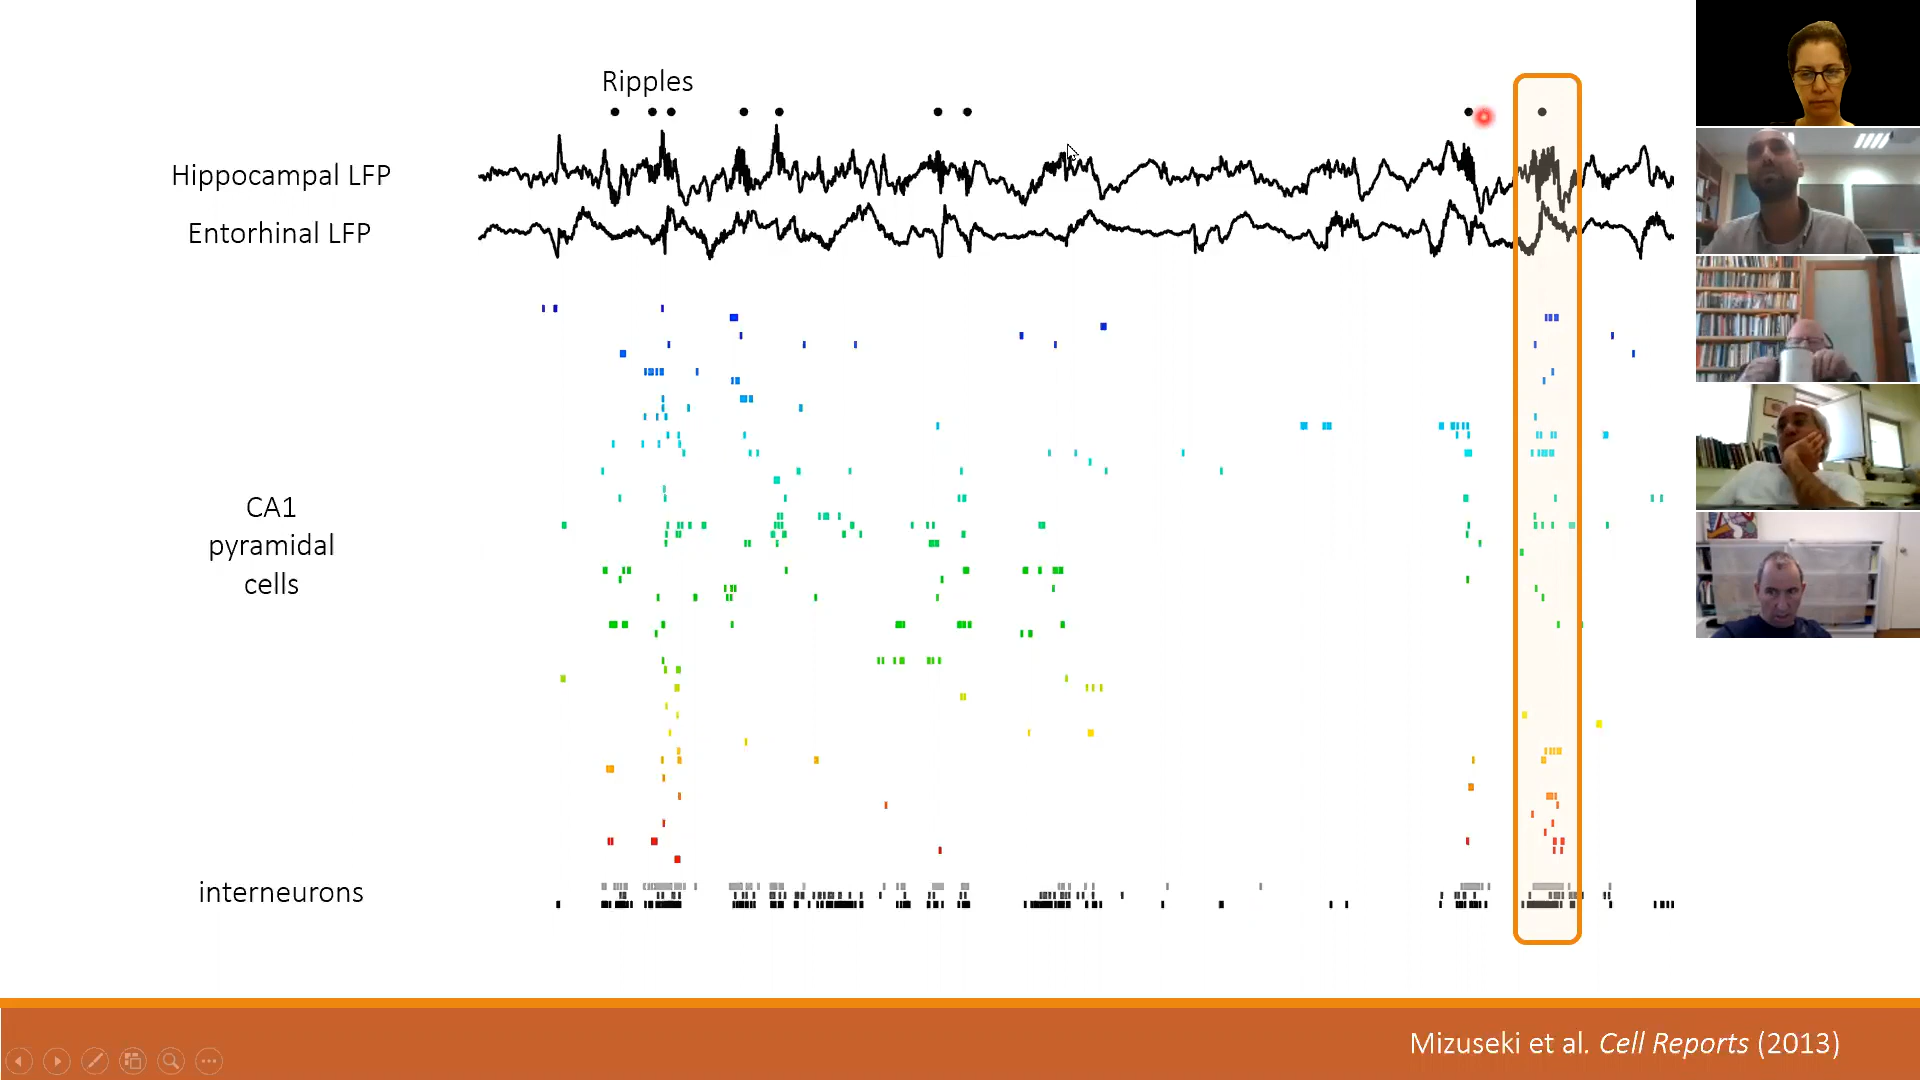 Ripples
Hippocampal LFP
Entorhinal LFP
CA1
pyramidal
cells
interneurons
Mizuseki et al. Cell Reports (2013)